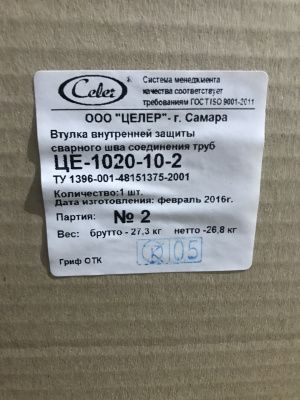 Celer
Система менеджмента
качества соответствует
требованиям ГОСТ ISO 9001-2011
ООО "ЦЕЛЕР"- г. Самара
Втулка внутренней защиты
сварного шва соединения труб
ЦЕ-1020-10-2
ТУ 1396-001-48151375-2001
Количество:1 шт.
Дата изготовления: февраль 2016г.
Партия: № 2
Вес: брутто - 27,3 кг нетто -26,8 кг
Гриф ОТК
К 05